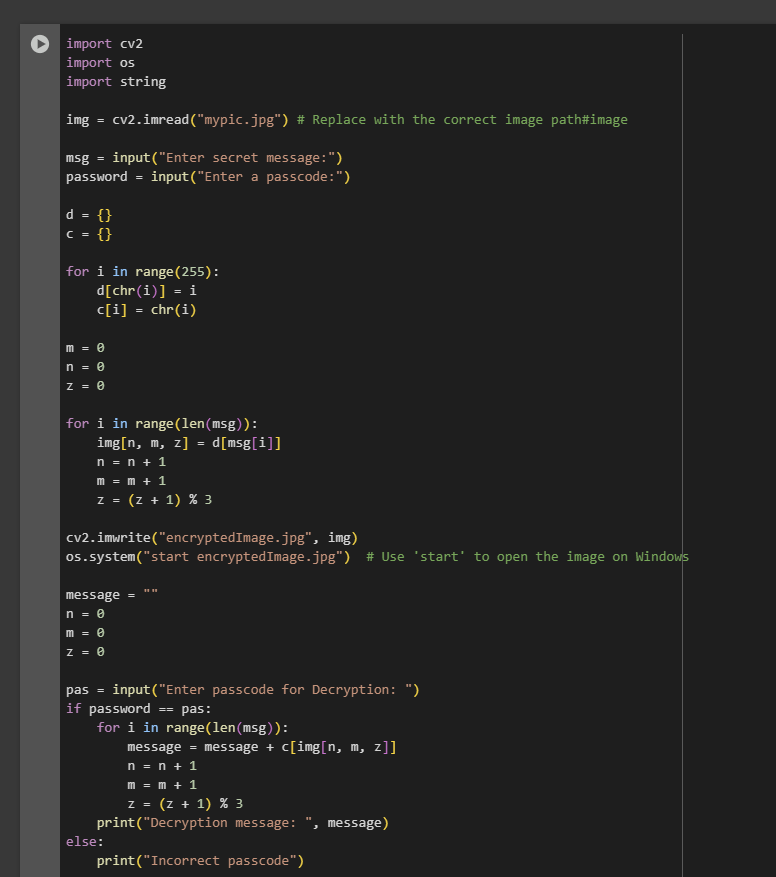 import cv2
import os
import string
img = cv2.imread("mypic.jpg") # Replace with the correct image path#image
msg = input("Enter secret message:")
password = input("Enter a passcode:")
d = {}
c = {}
for i in range(255):
    d[chr(i)] = i
    c[i] = chr(i)
m = 0
n = 0
z = 0
for i in range(len(msg)):
    img[n, m, z] = d[msg[i]]
    n = n + 1
    m = m + 1
    z = (z + 1) % 3
cv2.imwrite("encryptedImage.jpg", img)
os.system("start encryptedImage.jpg")  # Use 'start' to open the image on Windows
message = ""
n = 0
m = 0
z = 0
pas = input("Enter passcode for Decryption: ")
if password == pas:
    for i in range(len(msg)):
        message = message + c[img[n, m, z]]
        n = n + 1
        m = m + 1
        z = (z + 1) % 3
    print("Decryption message: ", message)
else:
    print("Incorrect passcode")